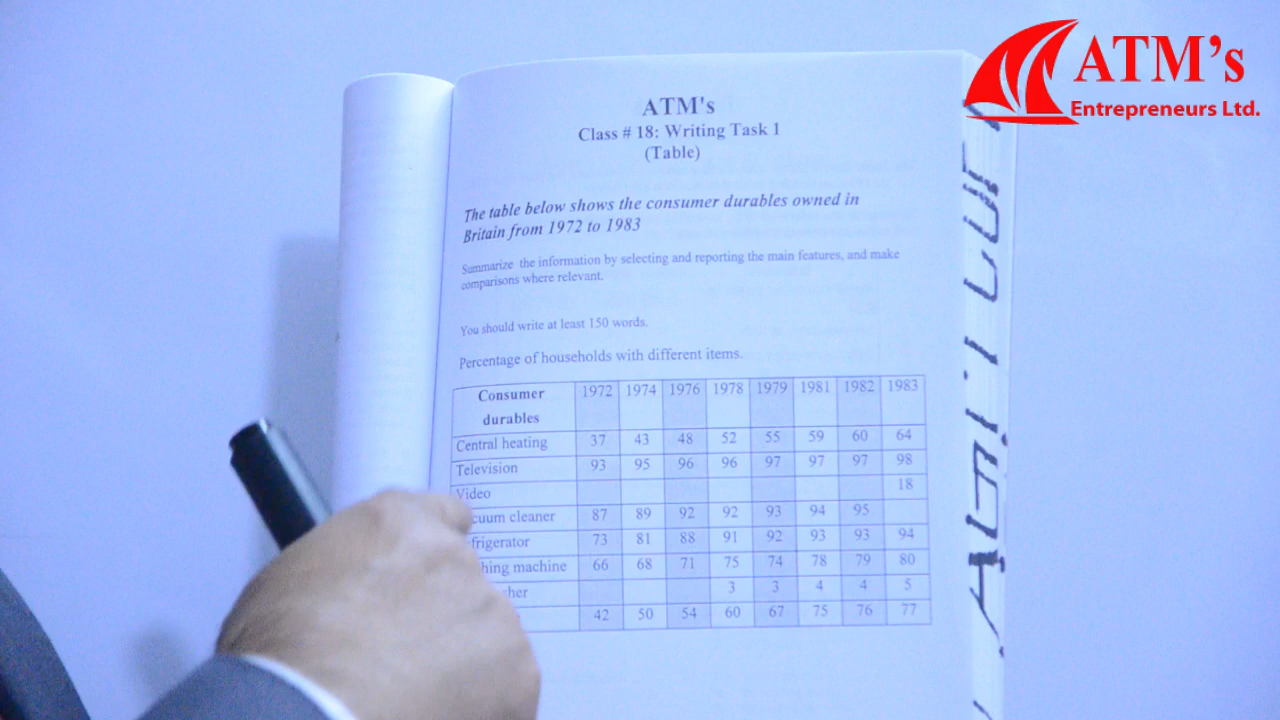 ATM's
Entrepreneurs Ltd.
ATM's
Class # 18: Writing Task 1
(Table)
The table below shows the consumer durables owned in
Britain from 1972 to 1983
Summarize the information by selecting and reporting the main features, and make
comparisons where relevant.
You should write at least 150 words.
Percentage of households with different items.
Consumer durables 1972 1974 1976 1978 1979 1981 1982 1983
Central heating 37 43 48 52 55 59 60 64
Television 93 95 96 96 97 97 97 98
Video 18
cuum cleaner 87 89 92 92 93 94 95
frigerator 73 81 88 91 92 93 93 94
hing machine 66 68 71 75 74 78 79 80
her 3 3 4 4 5
42 50 54 60 67 75 76 77